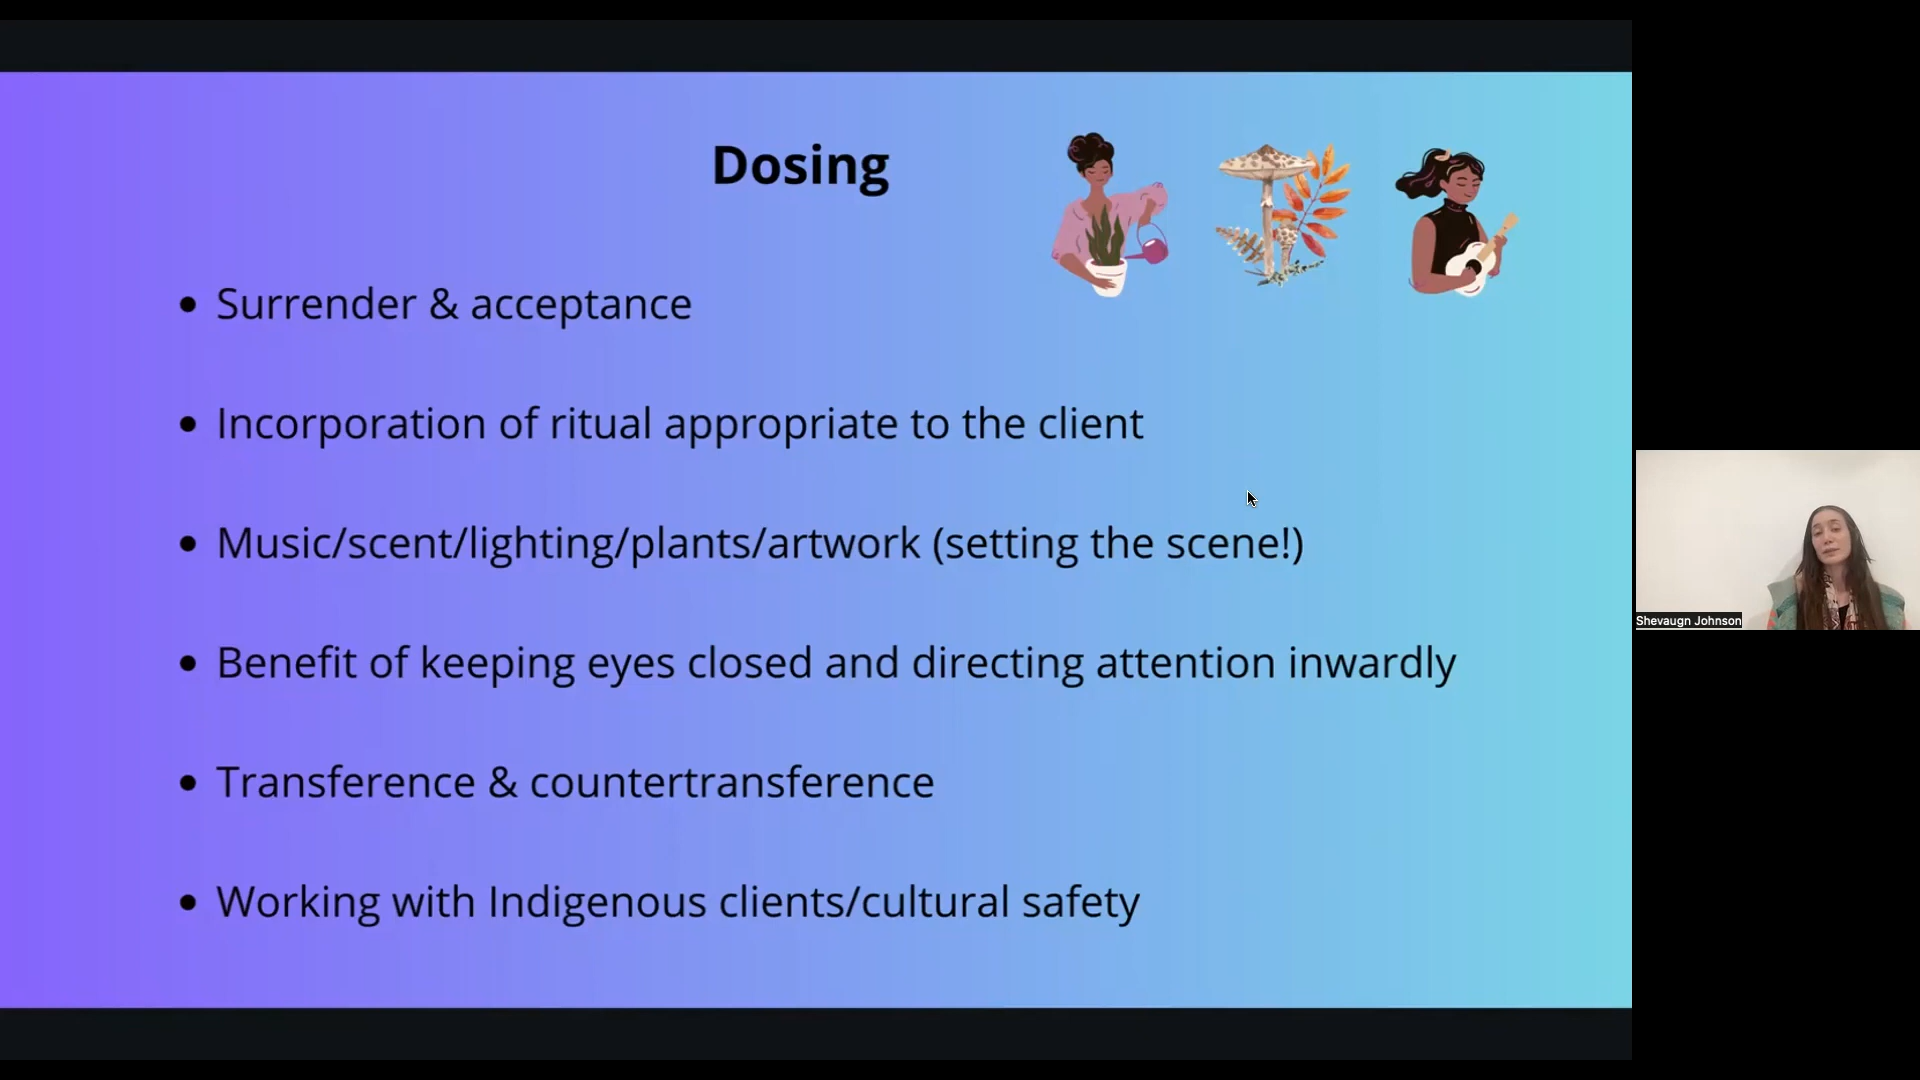 Dosing
• Surrender & acceptance
• Incorporation of ritual appropriate to the client
• Music/scent/lighting/plants/artwork (setting the scene!)
• Benefit of keeping eyes closed and directing attention inwardly
• Transference & countertransference
• Working with Indigenous clients/cultural safety
Shevaugn Johnson